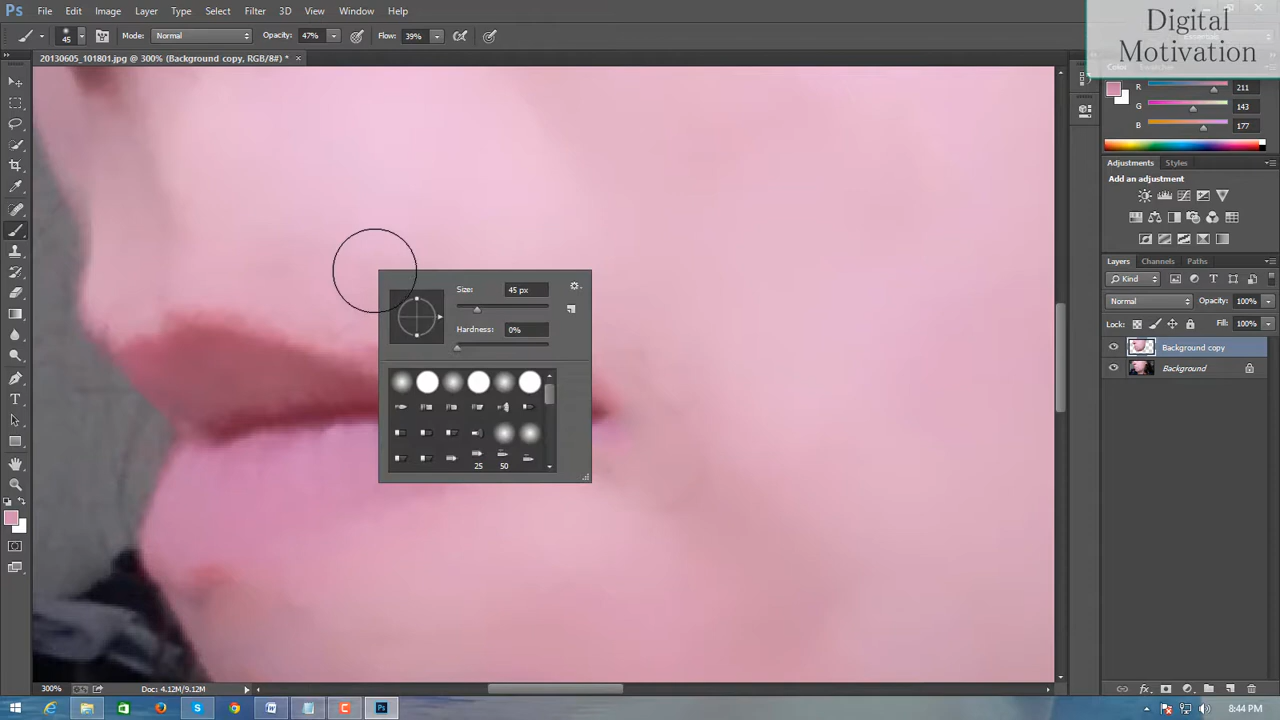 Ps File Edit Image Layer Type Select Filter 3D View Window Help
Digital
Motivation
45 Mode: Normal Opacity: 47% Flow: 39%
20130605_101801.jpg @ 300% (Background copy, RGB/8#) * ×
R 211
G 143
B 177
Adjustments Styles
Add an adjustment
Layers Channels Paths
Kind
Normal Opacity: 100%
Lock: Fill: 100%
Background copy
Background
Size: 45 px
Hardness: 0%
25 50
300% Doc: 4.12M/9.12M
8:44 PM